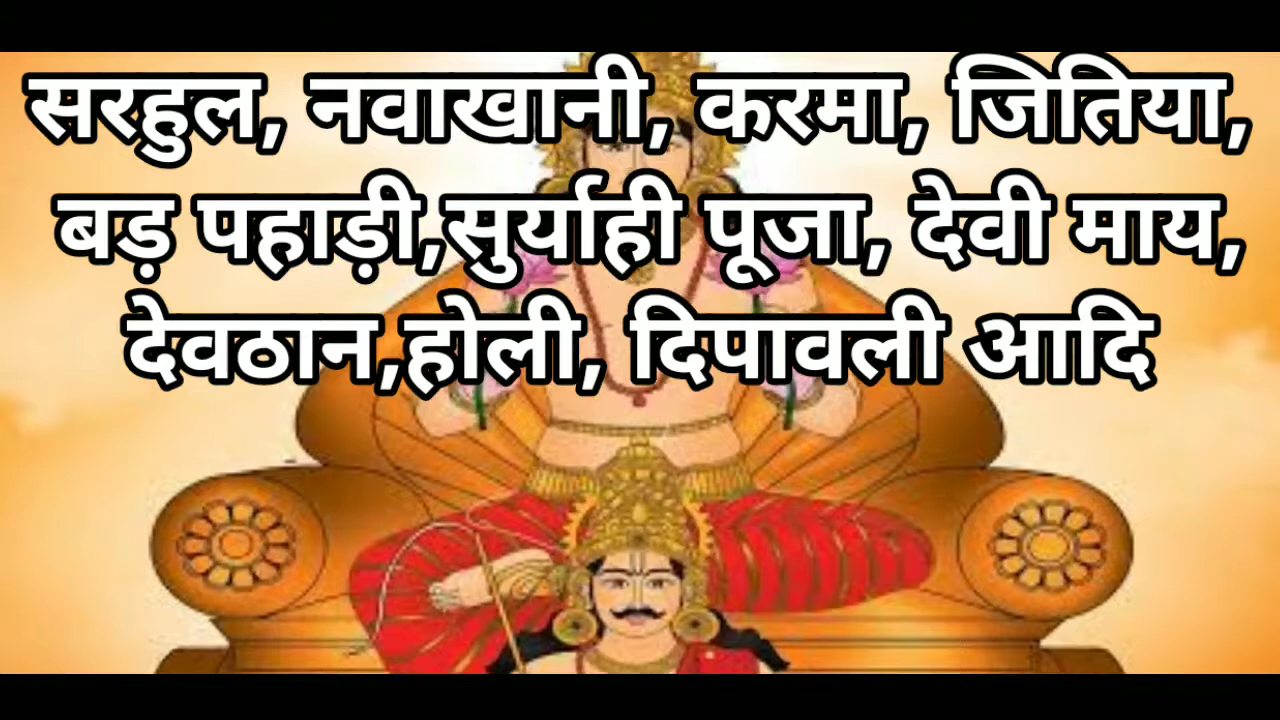 सरहुल, नवाखानी, करमा, जितिया,
बड़ पहाड़ी,सुर्याही पूजा, देवी माय,
देवठान,होली, दिपावली आदि